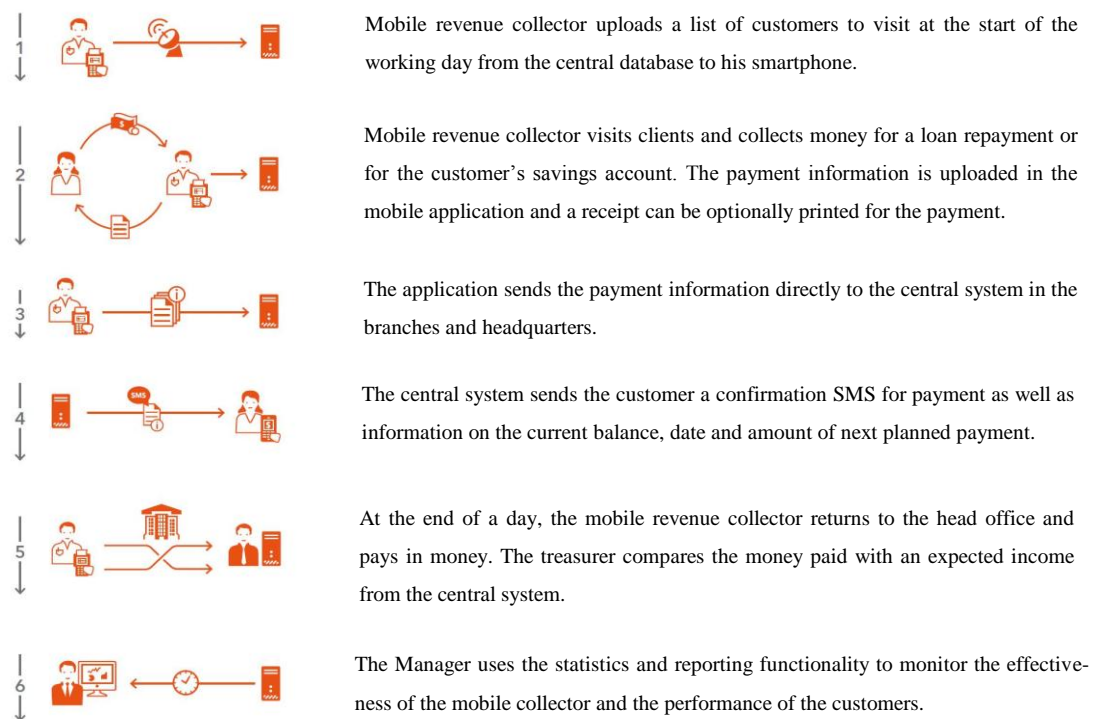 1
Mobile revenue collector uploads a list of customers to visit at the start of the
working day from the central database to his smartphone.
$
2
Mobile revenue collector visits clients and collects money for a loan repayment or
for the customer’s savings account. The payment information is uploaded in the
mobile application and a receipt can be optionally printed for the payment.
3
i
The application sends the payment information directly to the central system in the
branches and headquarters.
4
SMS
i
$
The central system sends the customer a confirmation SMS for payment as well as
information on the current balance, date and amount of next planned payment.
5
At the end of a day, the mobile revenue collector returns to the head office and
pays in money. The treasurer compares the money paid with an expected income
from the central system.
6
The Manager uses the statistics and reporting functionality to monitor the effective-
ness of the mobile collector and the performance of the customers.